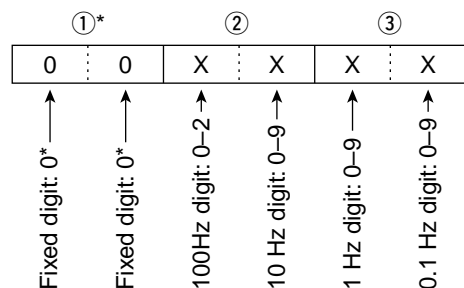 ①* ② ③
0 0 X X X X
Fixed digit: 0*
Fixed digit: 0*
100Hz digit: 0–2
10 Hz digit: 0–9
1 Hz digit: 0–9
0.1 Hz digit: 0–9